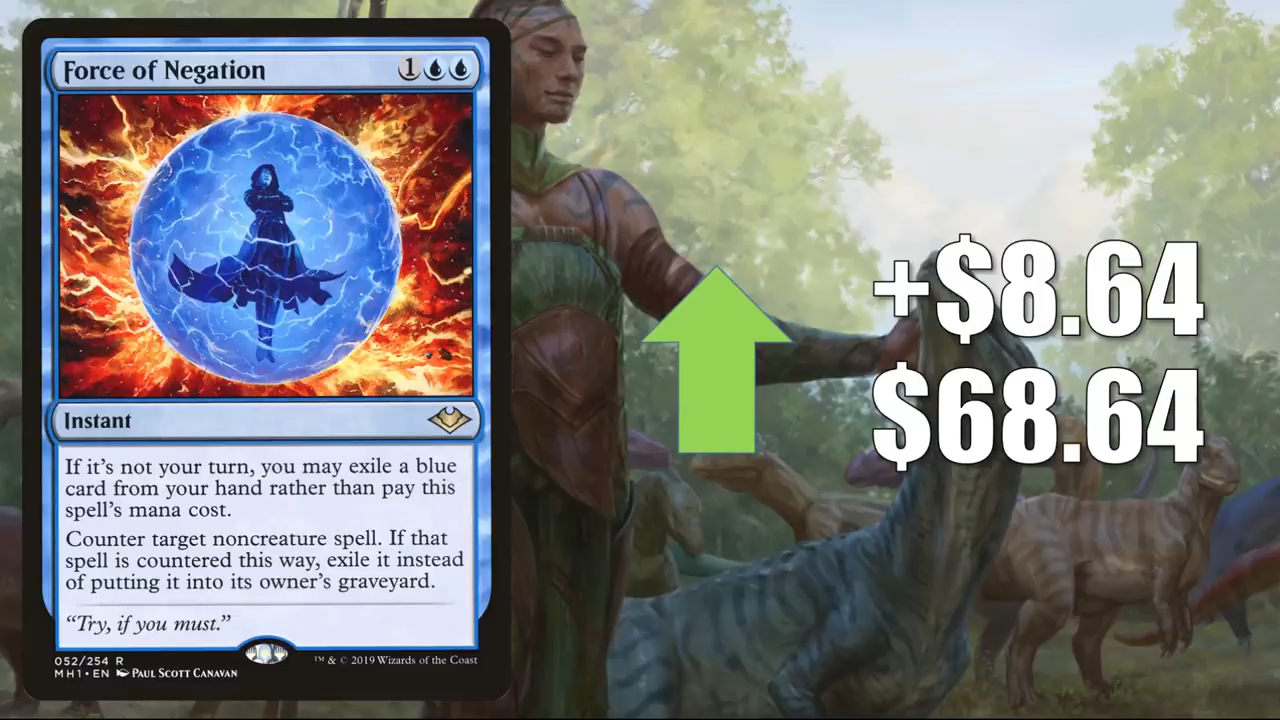 Force of Negation
1
Instant
If it's not your turn, you may exile a blue
card from your hand rather than pay this
spell's mana cost.
Counter target noncreature spell. If that
spell is countered this way, exile it instead
of putting it into its owner's graveyard.
“Try, if you must.”
052/254 R
MH1 • EN PAUL SCOTT CANAVAN
™ & © 2019 Wizards of the Coast
+$8.64
$68.64